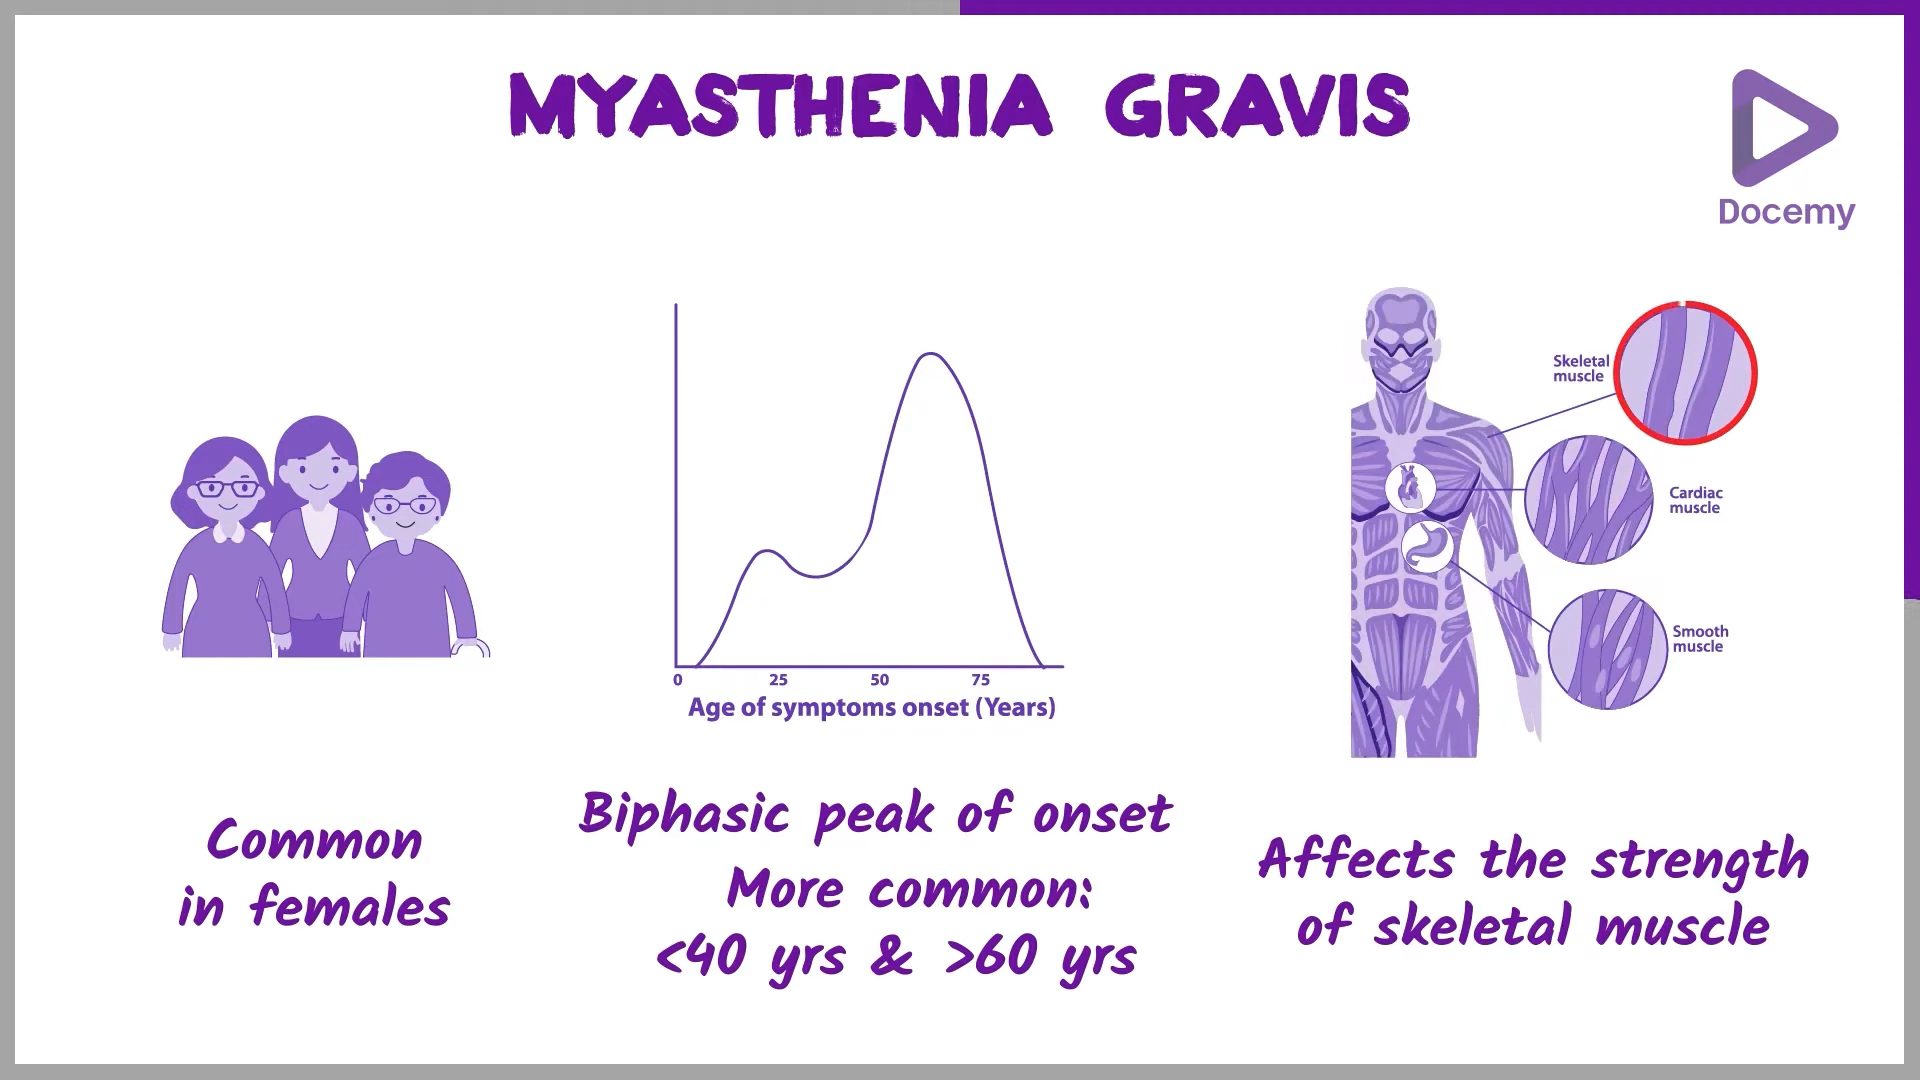 MYASTHENIA GRAVIS
Docemy
Common
in females
0 25 50 75
Age of symptoms onset (Years)
Biphasic peak of onset
More common:
<40 yrs & >60 yrs
Skeletal
muscle
Cardiac
muscle
Smooth
muscle
Affects the strength
of skeletal muscle